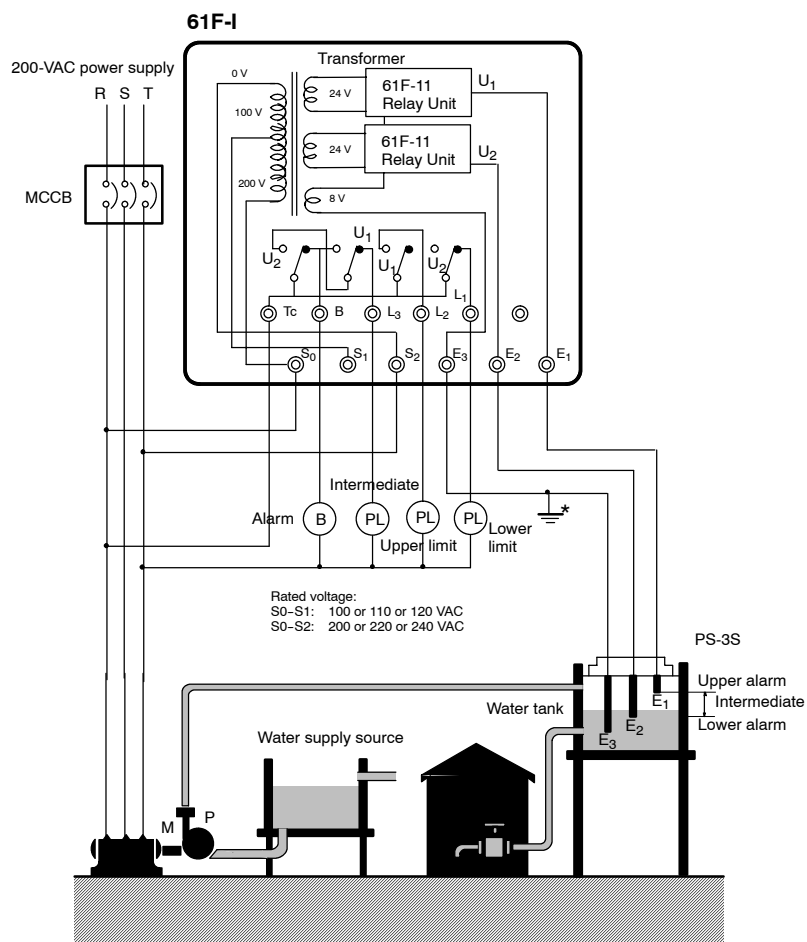 61F-I
200-VAC power supply
R S T
MCCB
Transformer
0 V
100 V
200 V
24 V
24 V
8 V
61F-11
Relay Unit
U1
61F-11
Relay Unit
U2
U2
U1
U1
U2
Tc
B
L3
L2
L1
S0
S1
S2
E3
E2
E1
Intermediate
Alarm
B
PL
PL
PL
Upper limit
Lower
limit
*
Rated voltage:
S0-S1: 100 or 110 or 120 VAC
S0-S2: 200 or 220 or 240 VAC
PS-3S
Upper alarm
Intermediate
Lower alarm
Water tank
E1
E2
E3
Water supply source
M
P